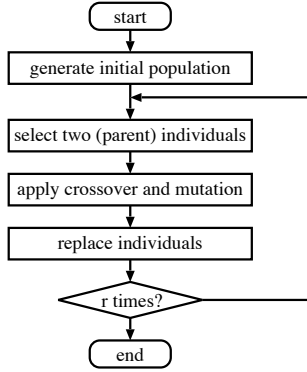 start
generate initial population
select two (parent) individuals
apply crossover and mutation
replace individuals
r times?
end